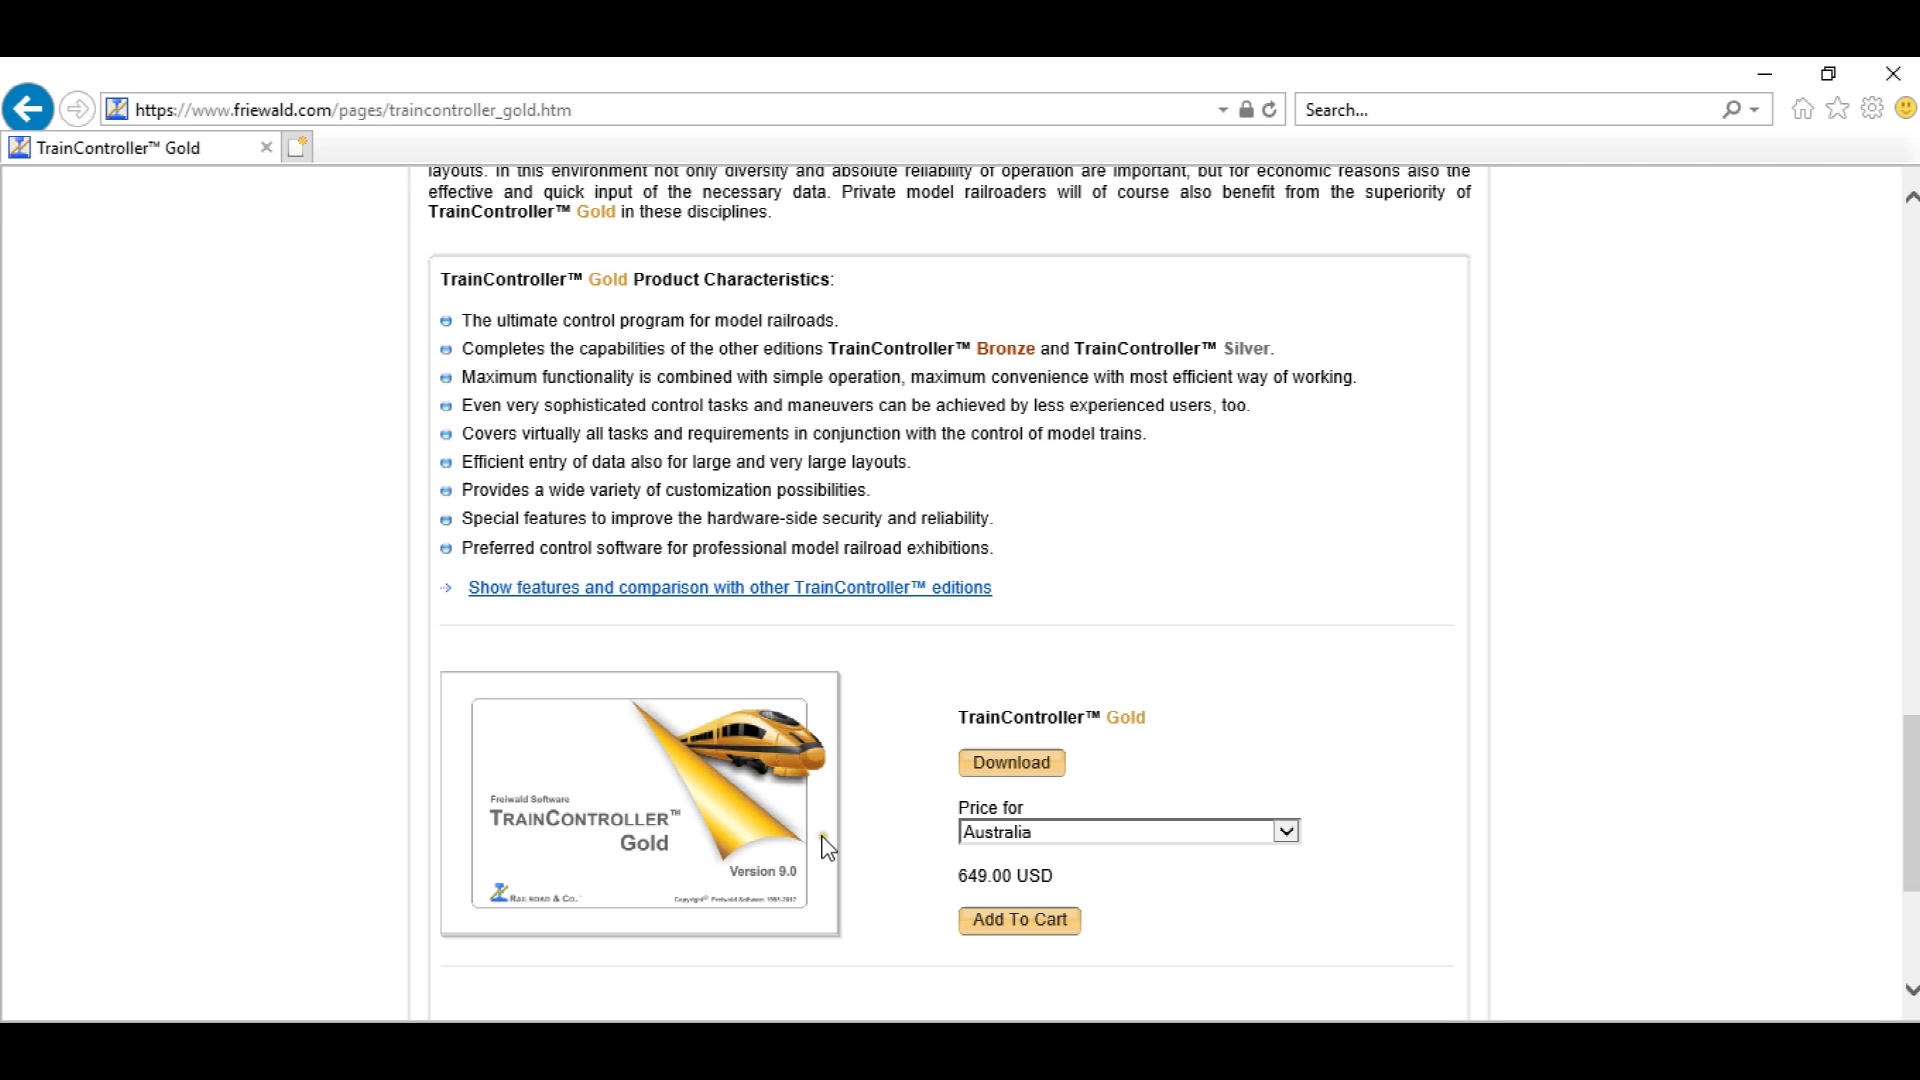 https://www.friewald.com/pages/traincontroller_gold.htm
Search...
TrainController™ Gold
layouts. In this environment not only diversity and absolute reliability of operation are important, but for economic reasons also the
effective and quick input of the necessary data. Private model railroaders will of course also benefit from the superiority of
TrainController™ Gold in these disciplines.
TrainController™ Gold Product Characteristics:
The ultimate control program for model railroads.
Completes the capabilities of the other editions TrainController™ Bronze and TrainController™ Silver.
Maximum functionality is combined with simple operation, maximum convenience with most efficient way of working.
Even very sophisticated control tasks and maneuvers can be achieved by less experienced users, too.
Covers virtually all tasks and requirements in conjunction with the control of model trains.
Efficient entry of data also for large and very large layouts.
Provides a wide variety of customization possibilities.
Special features to improve the hardware-side security and reliability.
Preferred control software for professional model railroad exhibitions.
Show features and comparison with other TrainController™ editions
Freiwald Software
TRAINCONTROLLER™
Gold
Version 9.0
RAILROAD & CO.™
Copyright© Freiwald Software 1995-2017
TrainController™ Gold
Download
Price for
Australia
649.00 USD
Add To Cart